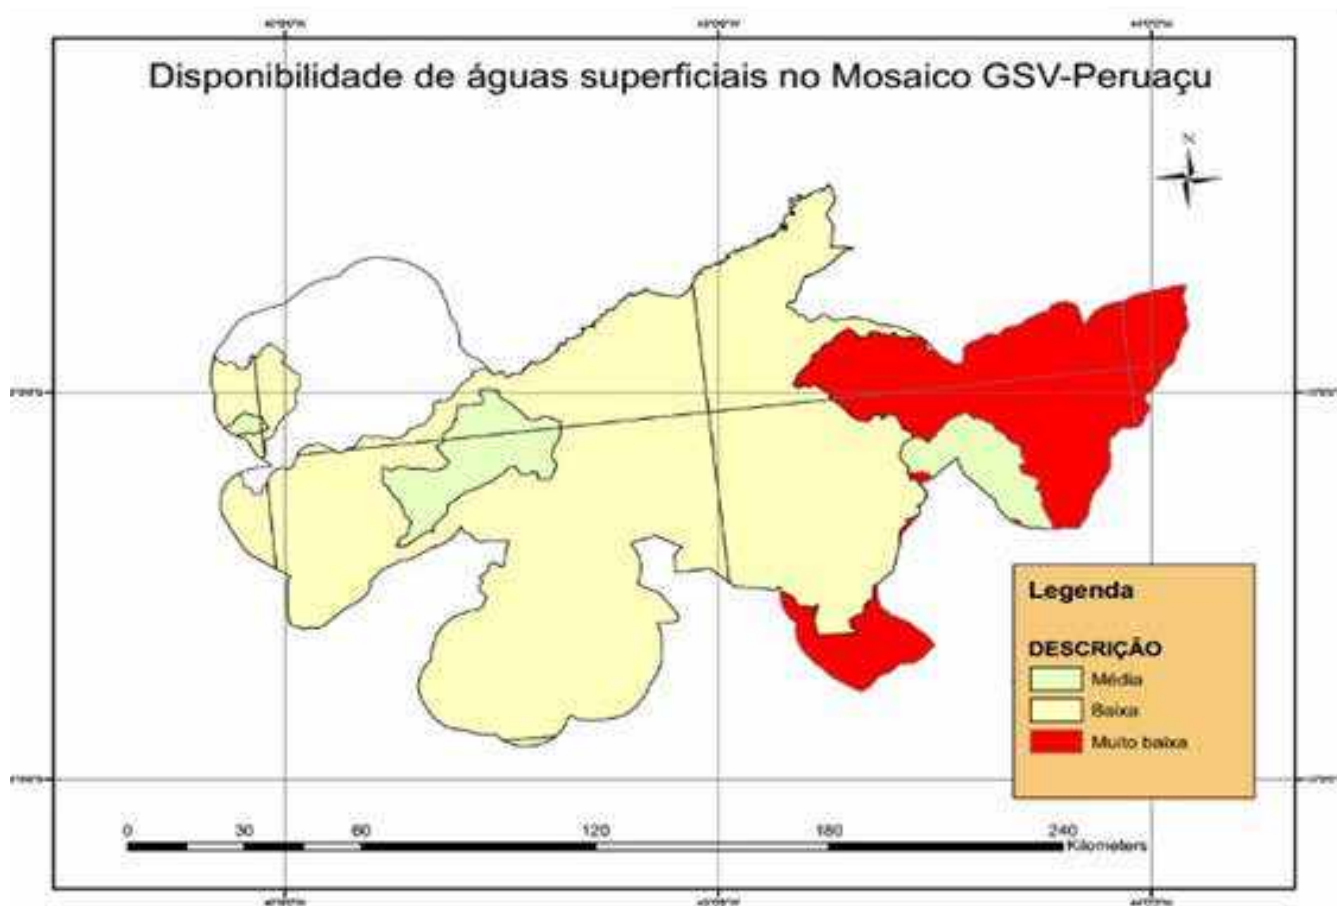 Disponibilidade de águas superficiais no Mosaico GSV-Peruaçu
N
Legenda
DESCRIÇÃO
Média
Baixa
Muito baixa
0 30 60 120 180 240
Kilometers